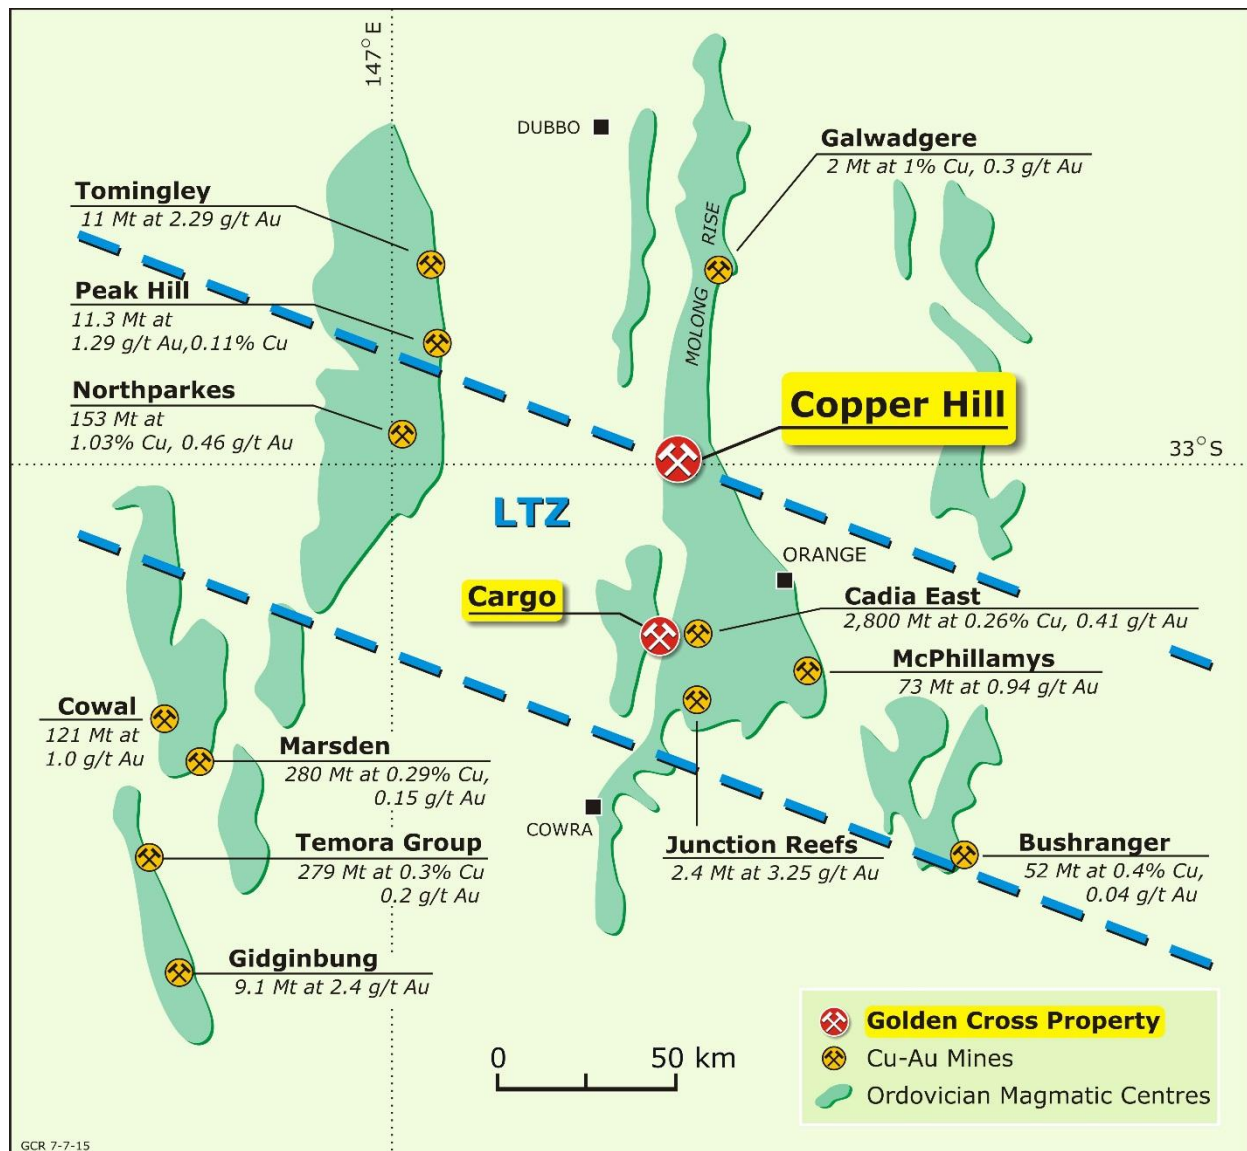 147°E
DUBBO
Galwadgere
2 Mt at 1% Cu, 0.3 g/t Au
Tomingley
11 Mt at 2.29 g/t Au
MOLONG RISE
Peak Hill
11.3 Mt at
1.29 g/t Au,0.11% Cu
Northparkes
153 Mt at
1.03% Cu, 0.46 g/t Au
Copper Hill
33°S
LTZ
ORANGE
Cargo
Cadia East
2,800 Mt at 0.26% Cu, 0.41 g/t Au
McPhillamys
73 Mt at 0.94 g/t Au
Cowal
121 Mt at
1.0 g/t Au
Marsden
280 Mt at 0.29% Cu,
0.15 g/t Au
COWRA
Temora Group
279 Mt at 0.3% Cu
0.2 g/t Au
Junction Reefs
2.4 Mt at 3.25 g/t Au
Bushranger
52 Mt at 0.4% Cu,
0.04 g/t Au
Gidginbung
9.1 Mt at 2.4 g/t Au
0 50 km
Golden Cross Property
Cu-Au Mines
Ordovician Magmatic Centres
GCR 7-7-15